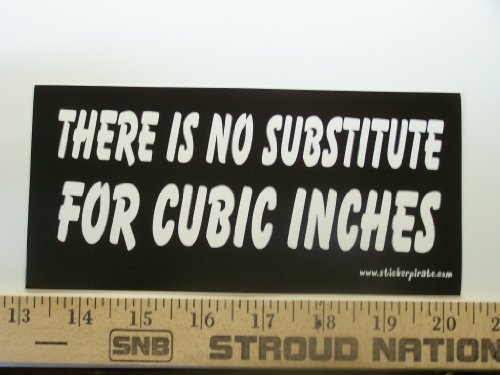 THERE IS NO SUBSTITUTE
FOR CUBIC INCHES
www.stickerpirate.com
13 14 15 16 17 18 19 20 21
SNB STROUD NATION